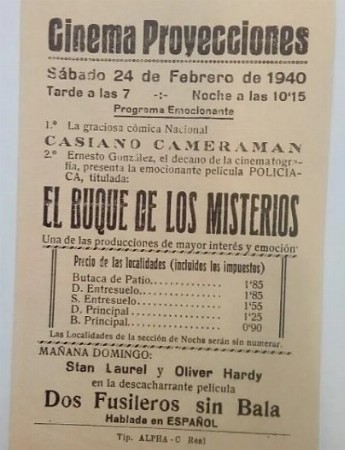 Cinema Proyecciones
Sábado 24 de Febrero de 1940
Tarde a las 7 -:- Noche a las 10'15
Programa Emocionante
1.º La graciosa cómica Nacional
CASIANO CAMERAMAN
2.º Ernesto González, el decano de la cinematogra-
fía, presenta la emocionante película POLICIA-
CA, titulada:
EL BUQUE DE LOS MISTERIOS
Una de las producciones de mayor interés y emoción
Precio de las localidades (incluidos los impuestos)
Butaca de Patio............... 1'85
D. Entresuelo................. 1'85
S. Entresuelo................. 1'55
D. Principal.................. 1'25
B. Principal.................. 0'90
Las Localidades de la sección de Noche serán sin numerar.
MAÑANA DOMINGO:
Stan Laurel y Oliver Hardy
en la descacharrante película
Dos Fusileros sin Bala
Hablada en ESPAÑOL
Tip. ALPHA-C Real